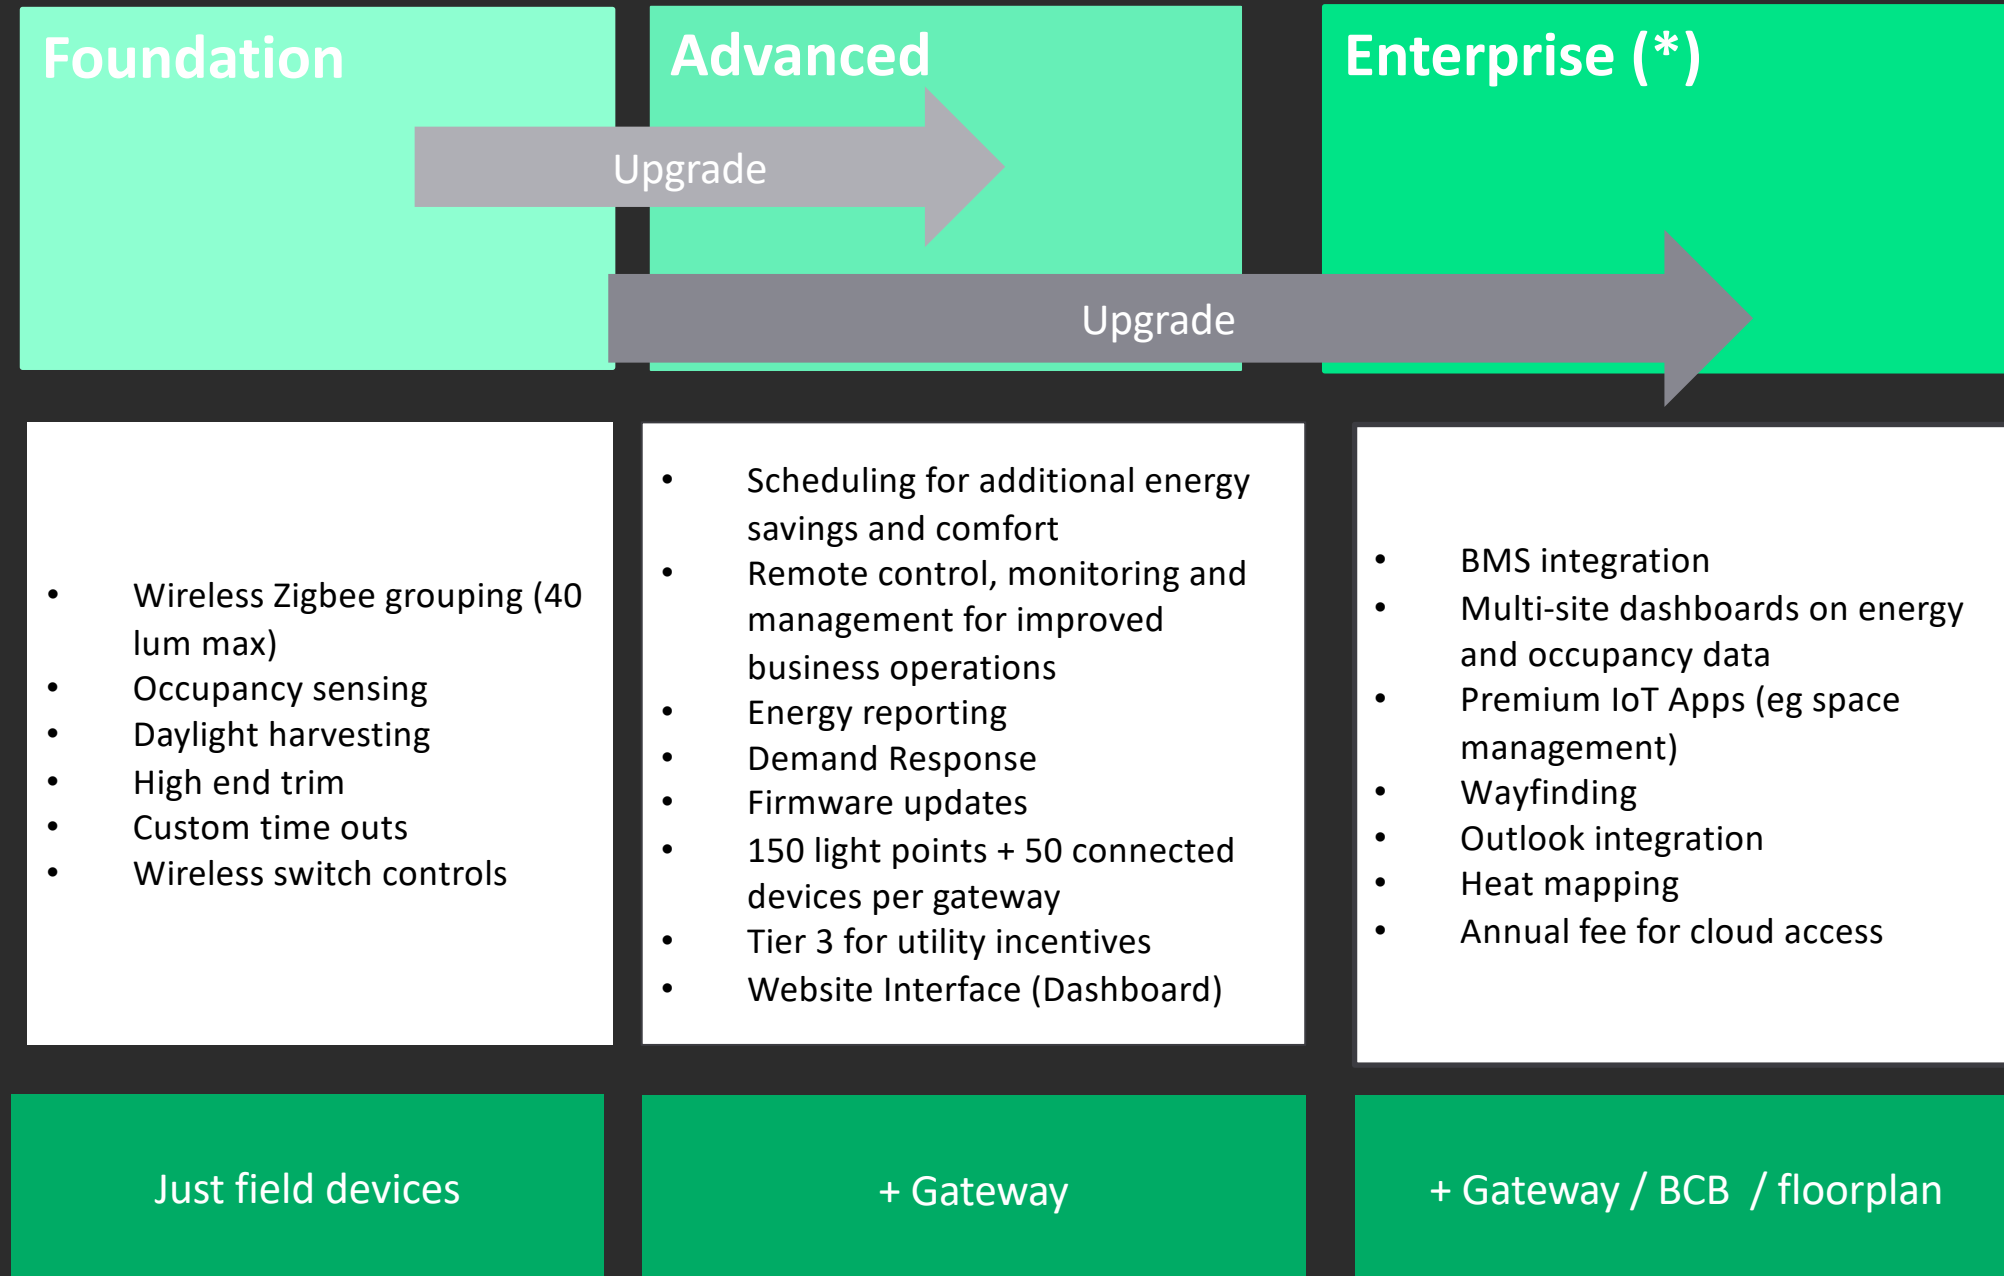 Foundation
Advanced
Enterprise (*)
Upgrade
Upgrade
• Wireless Zigbee grouping (40
lum max)
• Occupancy sensing
• Daylight harvesting
• High end trim
• Custom time outs
• Wireless switch controls
• Scheduling for additional energy
savings and comfort
• Remote control, monitoring and
management for improved
business operations
• Energy reporting
• Demand Response
• Firmware updates
• 150 light points + 50 connected
devices per gateway
• Tier 3 for utility incentives
• Website Interface (Dashboard)
• BMS integration
• Multi-site dashboards on energy
and occupancy data
• Premium IoT Apps (eg space
management)
• Wayfinding
• Outlook integration
• Heat mapping
• Annual fee for cloud access
Just field devices
+ Gateway
+ Gateway / BCB / floorplan